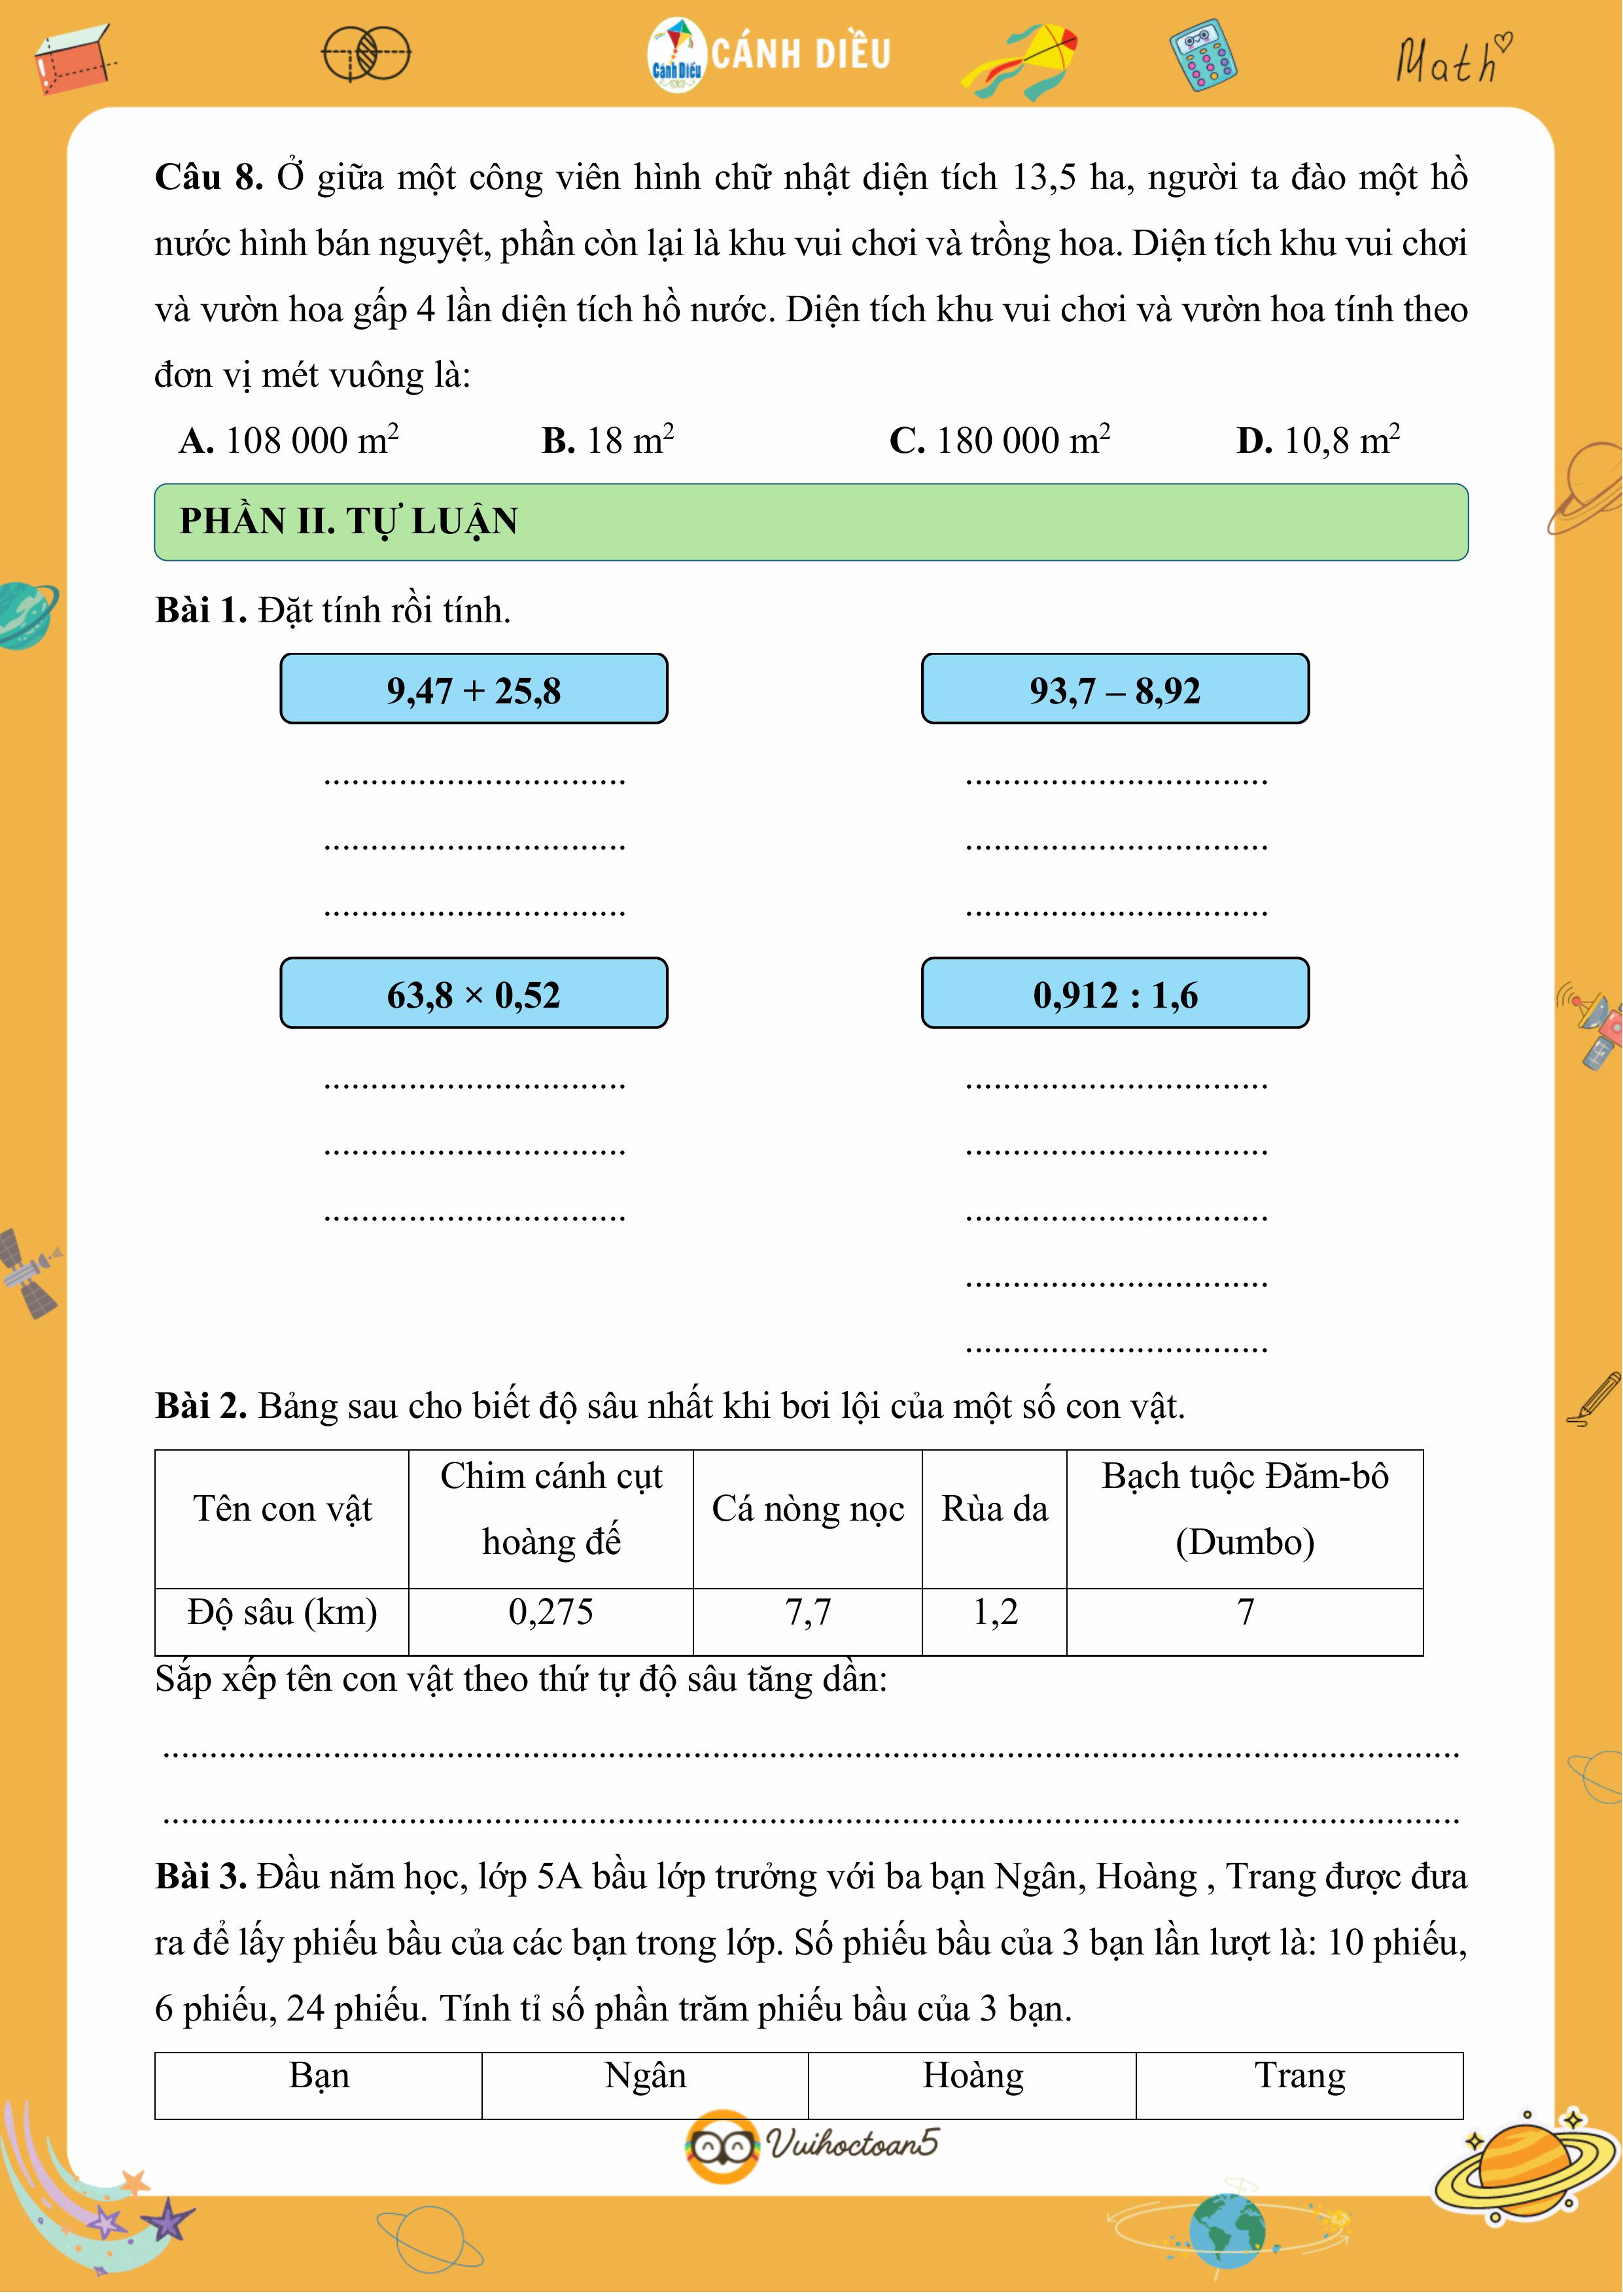 Cánh Diều CÁNH DIỀU
Math
Câu 8. Ở giữa một công viên hình chữ nhật diện tích 13,5 ha, người ta đào một hồ
nước hình bán nguyệt, phần còn lại là khu vui chơi và trồng hoa. Diện tích khu vui chơi
và vườn hoa gấp 4 lần diện tích hồ nước. Diện tích khu vui chơi và vườn hoa tính theo
đơn vị mét vuông là:
A. 108 000 m² B. 18 m² C. 180 000 m² D. 10,8 m²
PHẦN II. TỰ LUẬN
Bài 1. Đặt tính rồi tính.
9,47 + 25,8 93,7 – 8,92
................................ ................................
................................ ................................
................................ ................................
63,8 × 0,52 0,912 : 1,6
................................ ................................
................................ ................................
................................ ................................
................................
................................
Bài 2. Bảng sau cho biết độ sâu nhất khi bơi lội của một số con vật.
Tên con vật Chim cánh cụt hoàng đế Cá nòng nọc Rùa da Bạch tuộc Đăm-bô (Dumbo)
Độ sâu (km) 0,275 7,7 1,2 7
Sắp xếp tên con vật theo thứ tự độ sâu tăng dần:
................................................................................................................................
................................................................................................................................
Bài 3. Đầu năm học, lớp 5A bầu lớp trưởng với ba bạn Ngân, Hoàng , Trang được đưa
ra để lấy phiếu bầu của các bạn trong lớp. Số phiếu bầu của 3 bạn lần lượt là: 10 phiếu,
6 phiếu, 24 phiếu. Tính tỉ số phần trăm phiếu bầu của 3 bạn.
Bạn Ngân Hoàng Trang
Vuihoctoan5